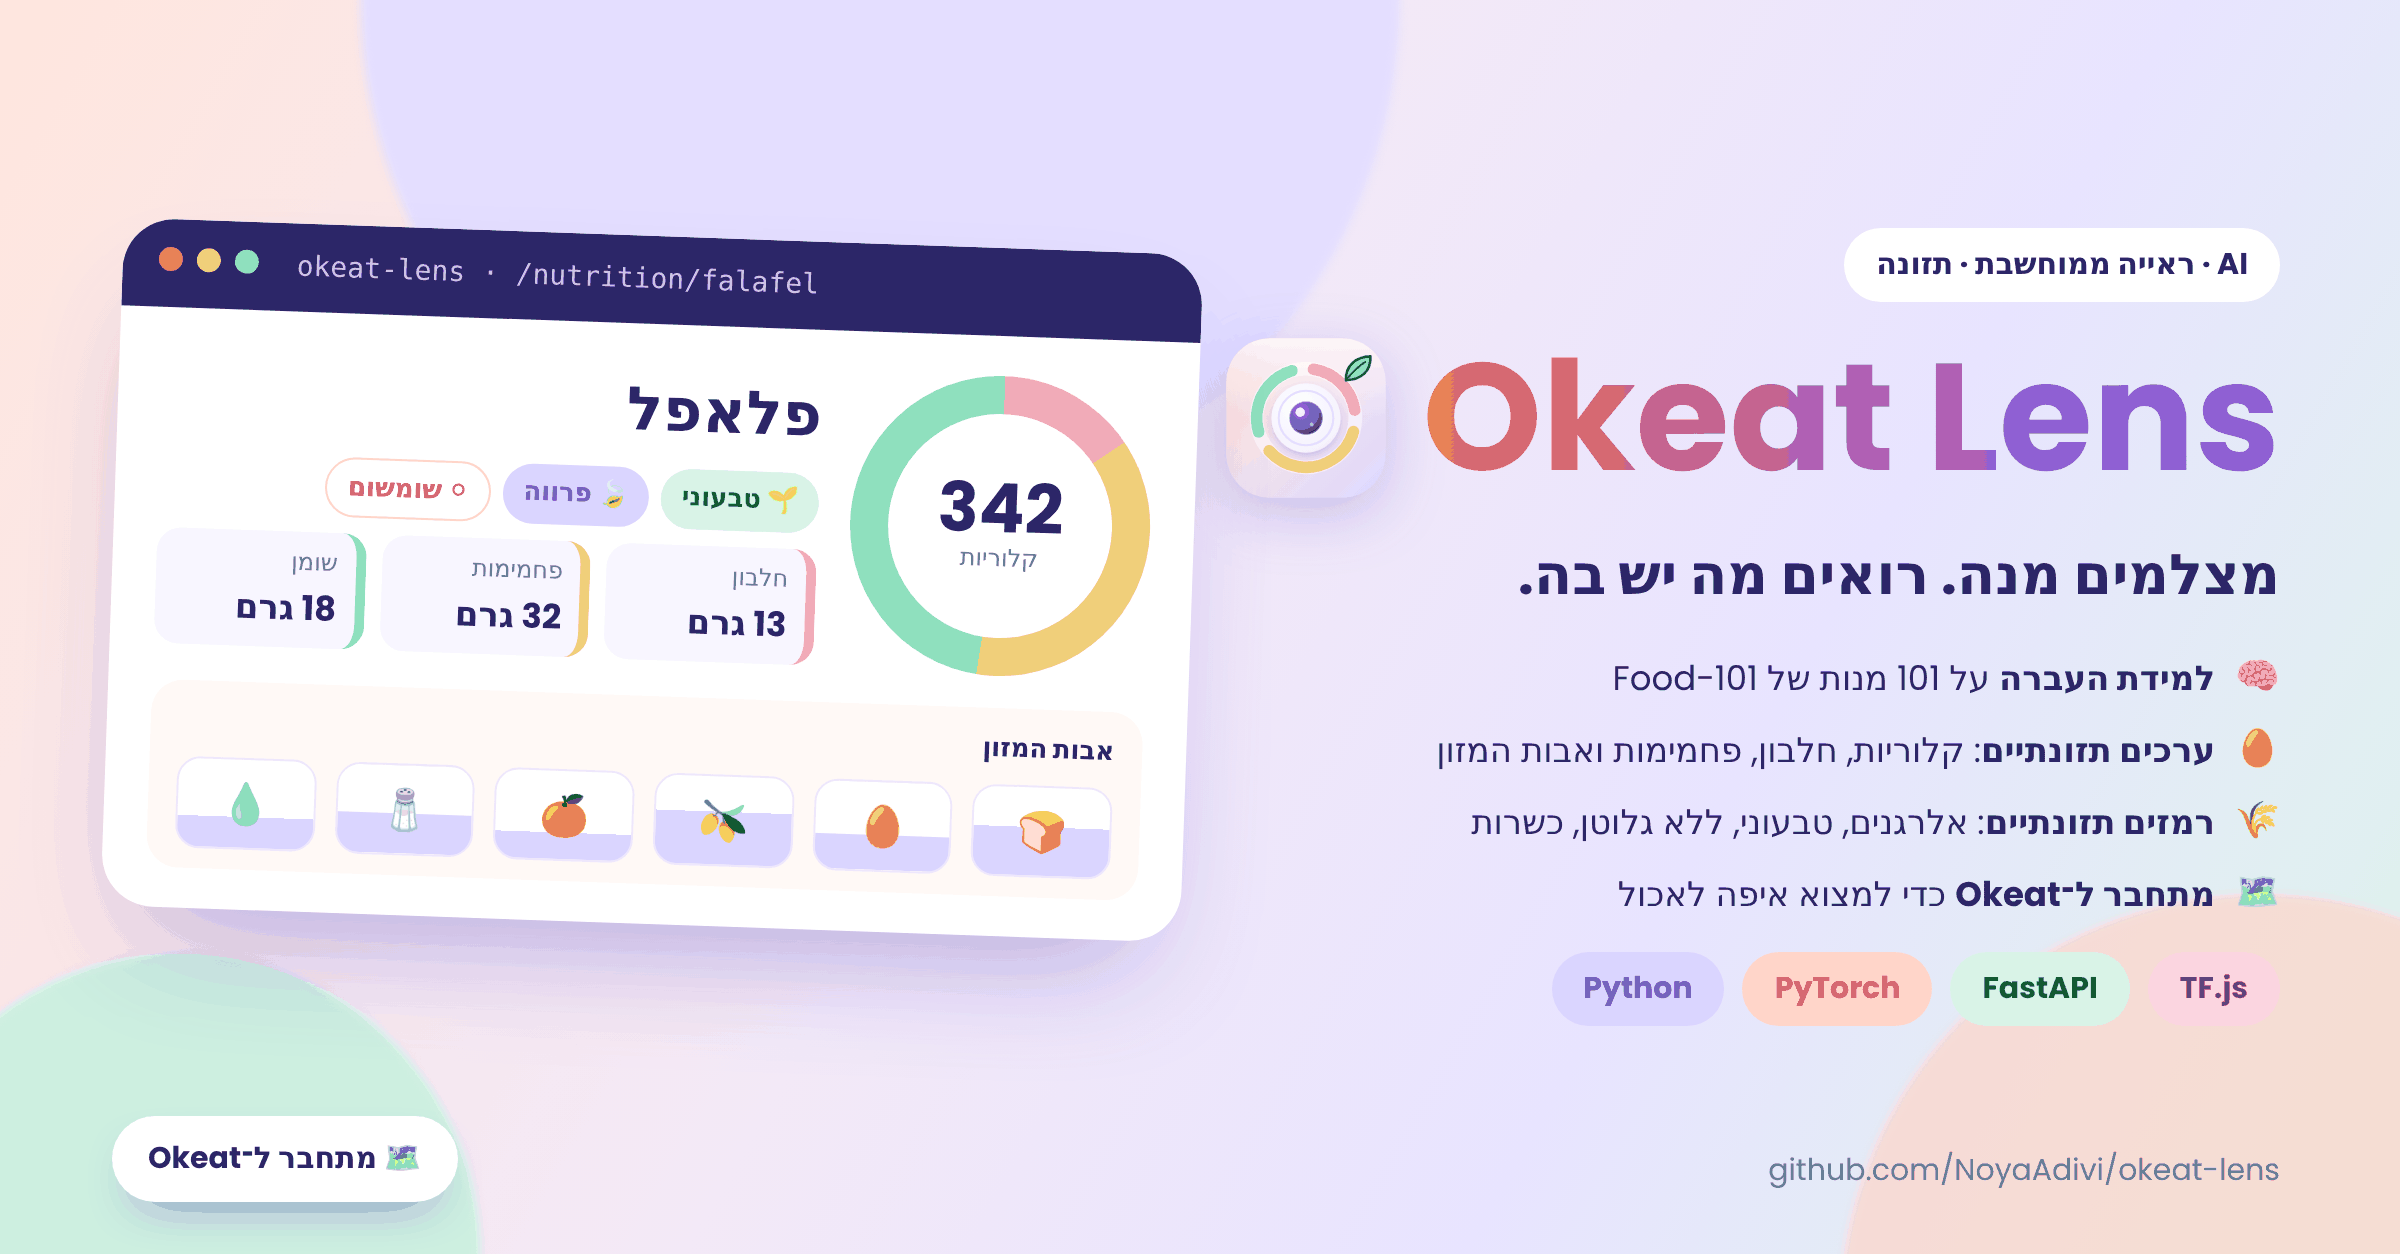 AI · ראייה ממוחשבת · תזונה
Okeat Lens
מצלמים מנה. רואים מה יש בה.
למידת העברה על 101 מנות של Food-101
ערכים תזונתיים: קלוריות, חלבון, פחמימות ואבות המזון
רמזים תזונתיים: אלרגנים, טבעוני, ללא גלוטן, כשרות
מתחבר ל־Okeat כדי למצוא איפה לאכול
Python PyTorch FastAPI TF.js
github.com/NoyaAdivi/okeat-lens
okeat-lens · /nutrition/falafel
342
קלוריות
פלאפל
טבעוני
פרווה
שומשום
חלבון
13 גרם
פחמימות
32 גרם
שומן
18 גרם
אבות המזון
מתחבר ל־Okeat